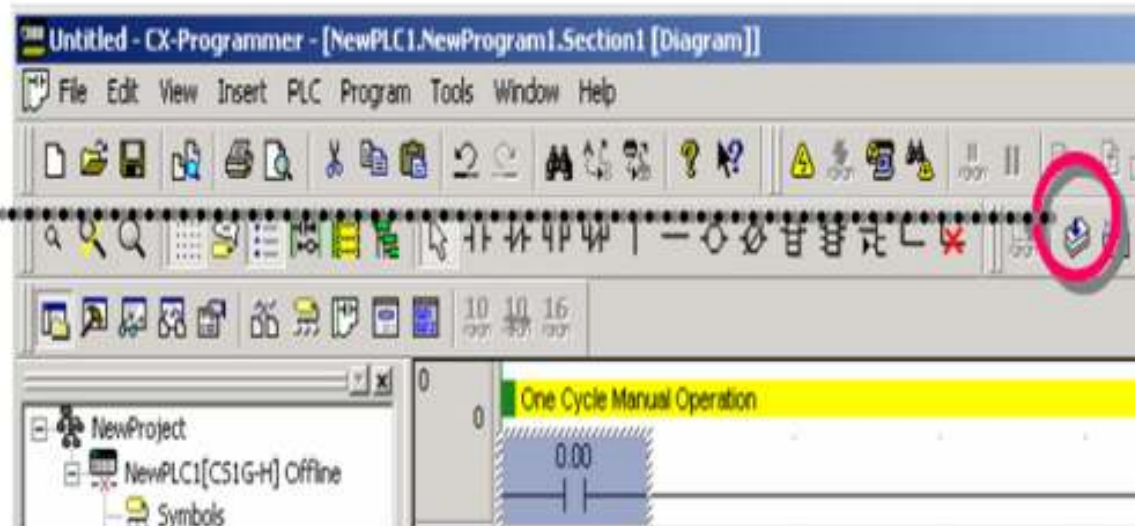 Untitled - CX-Programmer - [NewPLC1.NewProgram1.Section1 [Diagram]]
File Edit View Insert PLC Program Tools Window Help
10 10 16
0
0
One Cycle Manual Operation
NewProject
0.00
NewPLC1[CS1G-H] Offline
Symbols